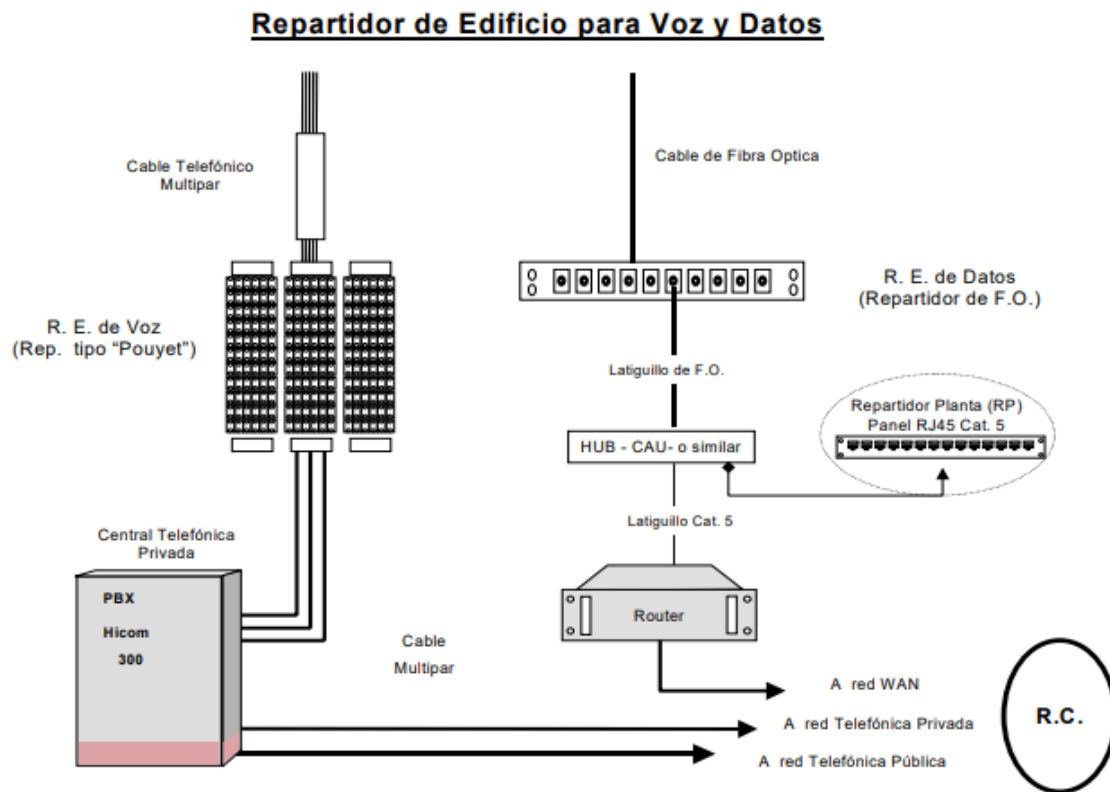 Repartidor de Edificio para Voz y Datos
Cable Telefónico
Multipar
Cable de Fibra Optica
R. E. de Voz
(Rep. tipo “Pouyet”)
R. E. de Datos
(Repartidor de F.O.)
Latiguillo de F.O.
Repartidor Planta (RP)
Panel RJ45 Cat. 5
HUB - CAU- o similar
Latiguillo Cat. 5
Central Telefónica
Privada
PBX
Hicom
300
Router
Cable
Multipar
A red WAN
A red Telefónica Privada
A red Telefónica Pública
R.C.